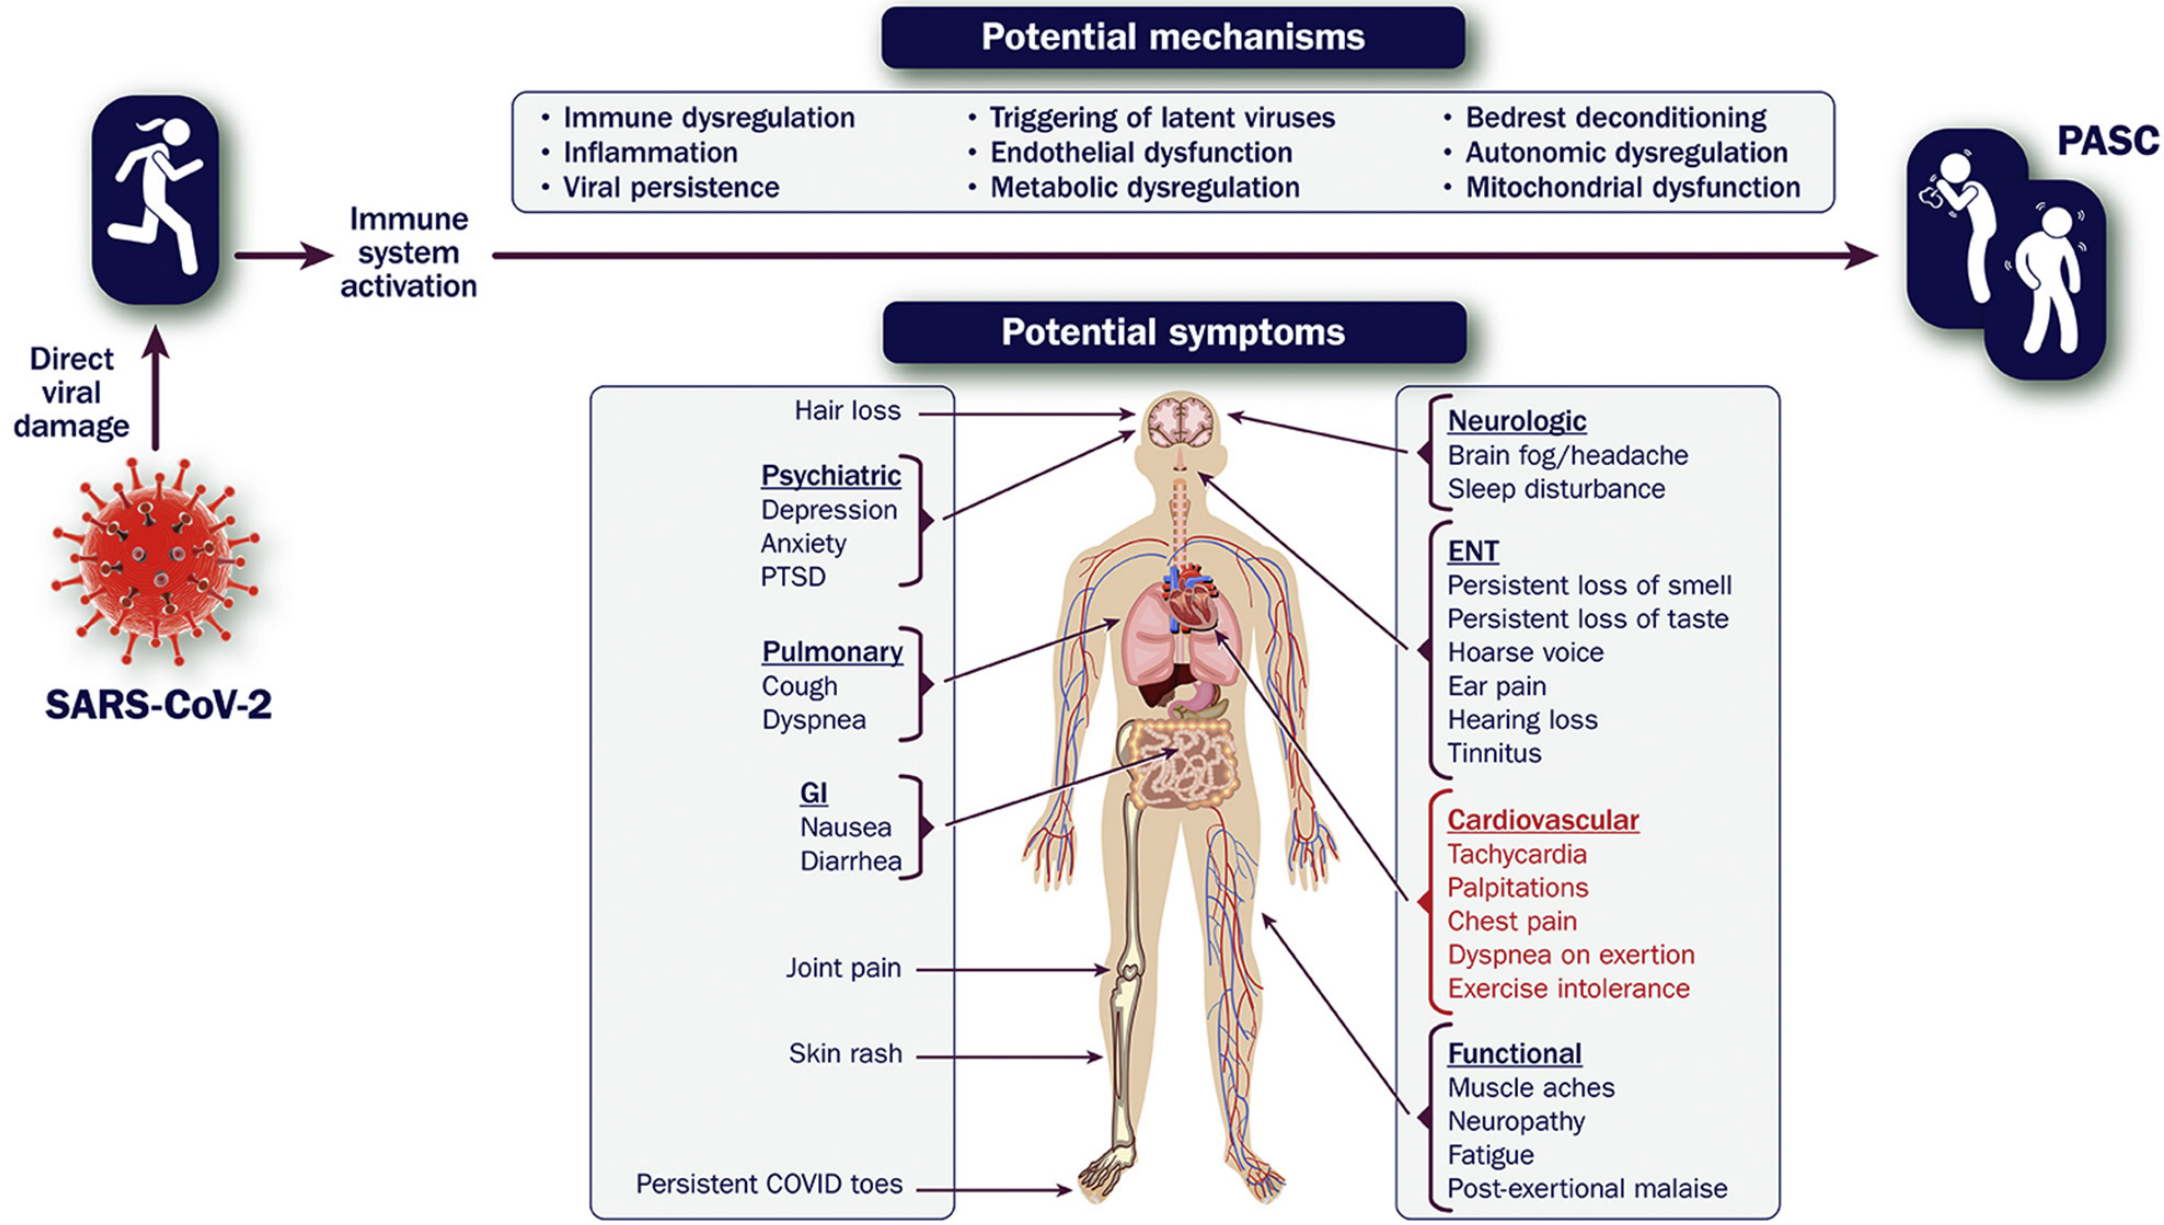 Potential mechanisms
• Immune dysregulation
• Inflammation
• Viral persistence
• Triggering of latent viruses
• Endothelial dysfunction
• Metabolic dysregulation
• Bedrest deconditioning
• Autonomic dysregulation
• Mitochondrial dysfunction
PASC
Immune
system
activation
Direct
viral
damage
SARS-CoV-2
Potential symptoms
Hair loss
Psychiatric
Depression
Anxiety
PTSD
Pulmonary
Cough
Dyspnea
GI
Nausea
Diarrhea
Joint pain
Skin rash
Persistent COVID toes
Neurologic
Brain fog/headache
Sleep disturbance
ENT
Persistent loss of smell
Persistent loss of taste
Hoarse voice
Ear pain
Hearing loss
Tinnitus
Cardiovascular
Tachycardia
Palpitations
Chest pain
Dyspnea on exertion
Exercise intolerance
Functional
Muscle aches
Neuropathy
Fatigue
Post-exertional malaise